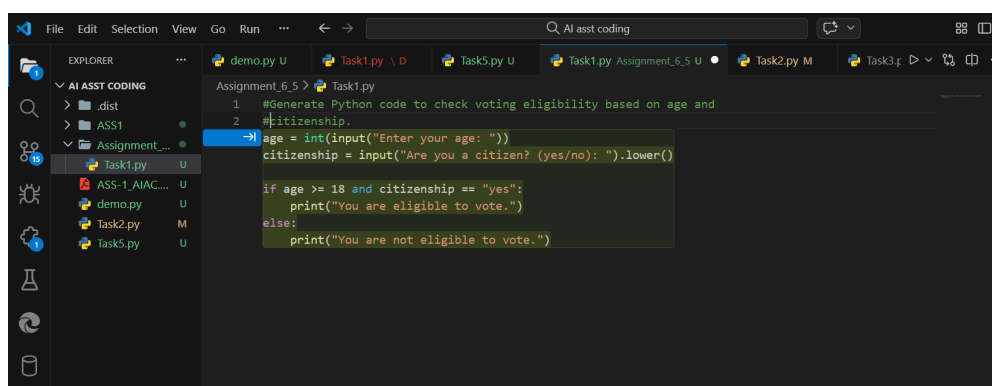 File Edit Selection View Go Run ··· AI asst coding
EXPLORER ···
demo.py U Task1.py .\ D Task5.py U Task1.py Assignment_6_5 U Task2.py M Task3.p
AI ASST CODING
.dist
ASS1
Assignment_...
Task1.py U
ASS-1_AIAC.... U
demo.py U
Task2.py M
Task5.py U
1
15
1
Assignment_6_5 > Task1.py
1 #Generate Python code to check voting eligibility based on age and
2 #citizenship.
age = int(input("Enter your age: "))
citizenship = input("Are you a citizen? (yes/no): ").lower()
if age >= 18 and citizenship == "yes":
print("You are eligible to vote.")
else:
print("You are not eligible to vote.")